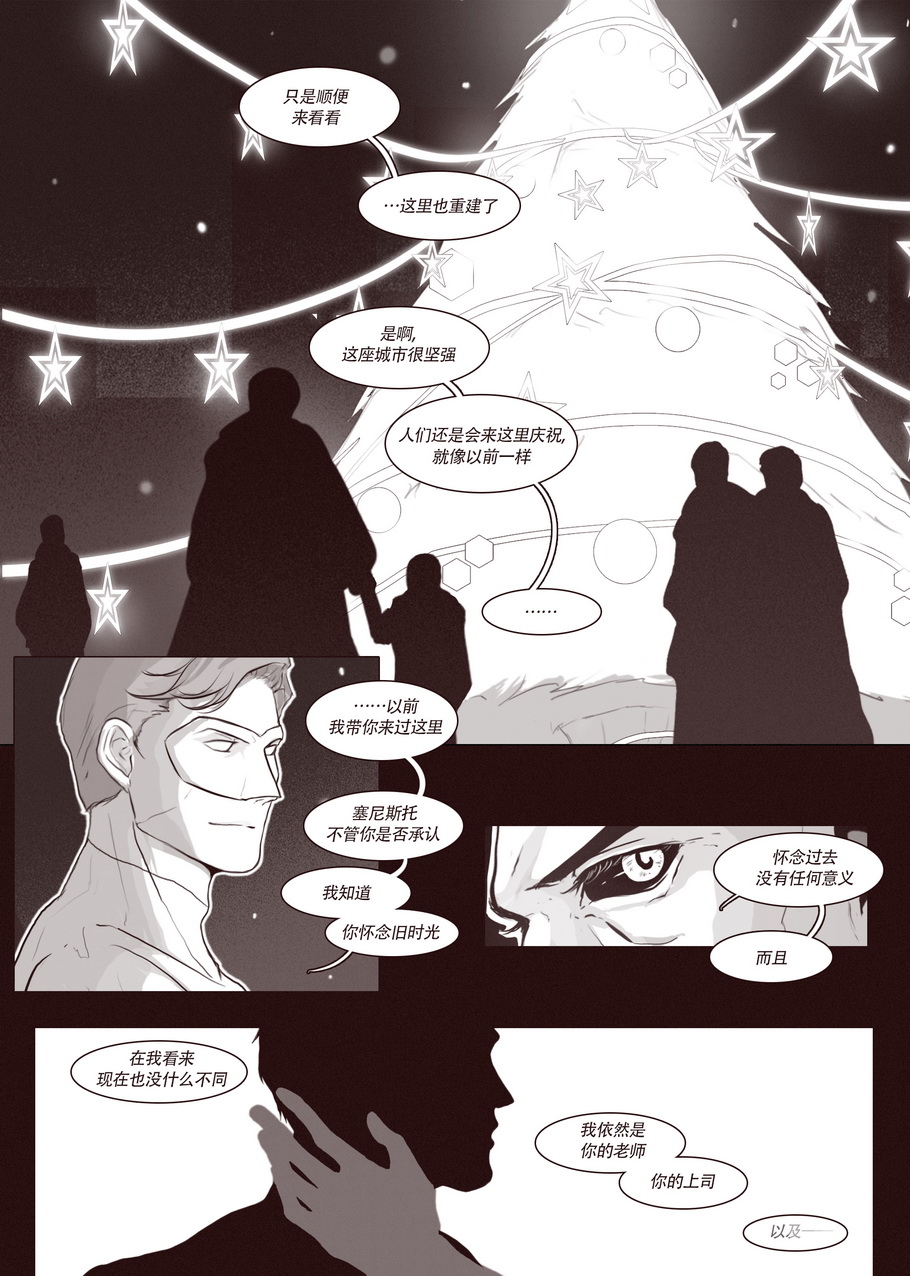 只是顺便
来看看
…这里也重建了
是啊,
这座城市很坚强
人们还是会来这里庆祝,
就像以前一样
……
……以前
我带你来过这里
塞尼斯托
不管你是否承认
我知道
你怀念旧时光
怀念过去
没有任何意义
而且
在我看来
现在也没什么不同
我依然是
你的老师
你的上司
以及——